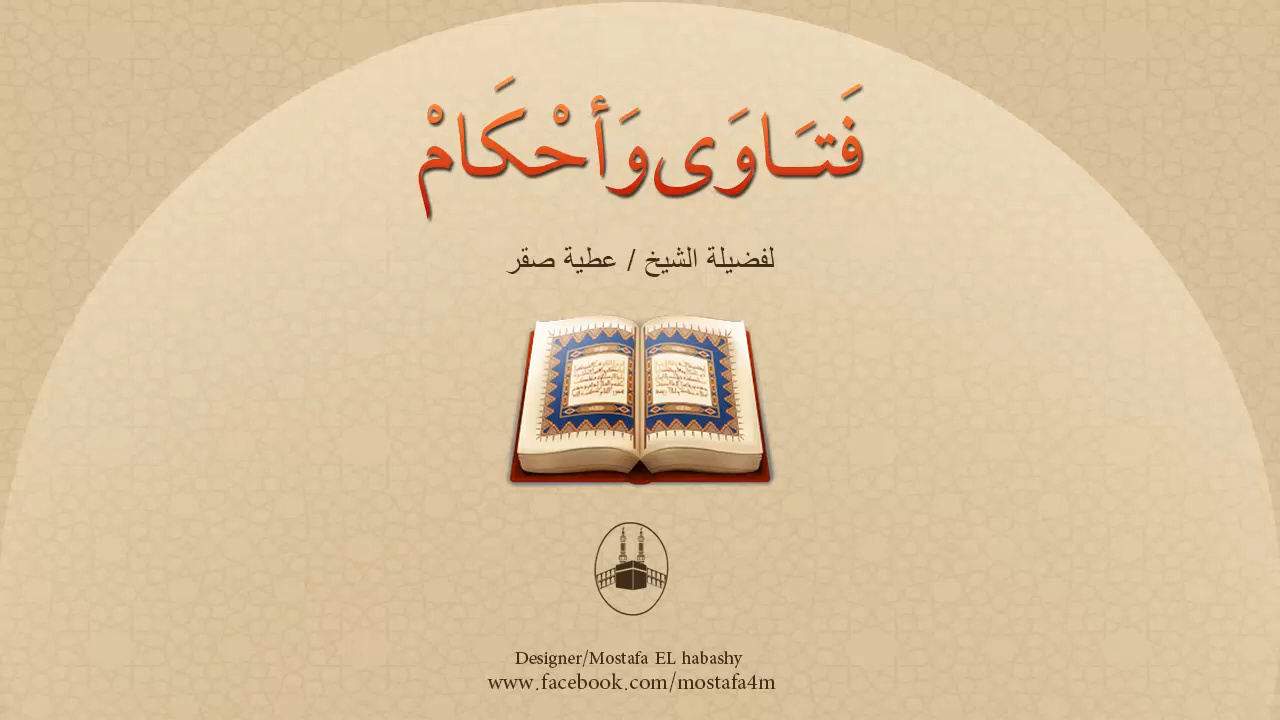 فَتَاوَى وَأَحْكَامْ
لفضيلة الشيخ / عطية صقر
Designer/Mostafa EL habashy
www.facebook.com/mostafa4m